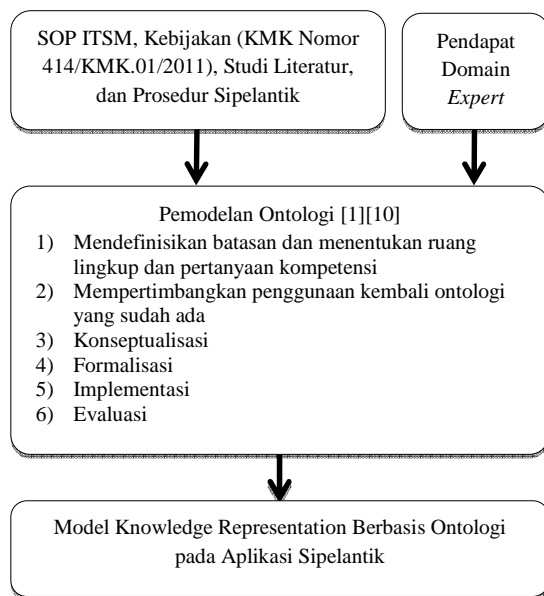 SOP ITSM, Kebijakan (KMK Nomor
414/KMK.01/2011), Studi Literatur,
dan Prosedur Sipelantik
Pendapat
Domain
Expert
Pemodelan Ontologi [1][10]
1) Mendefinisikan batasan dan menentukan ruang
lingkup dan pertanyaan kompetensi
2) Mempertimbangkan penggunaan kembali ontologi
yang sudah ada
3) Konseptualisasi
4) Formalisasi
5) Implementasi
6) Evaluasi
Model Knowledge Representation Berbasis Ontologi
pada Aplikasi Sipelantik